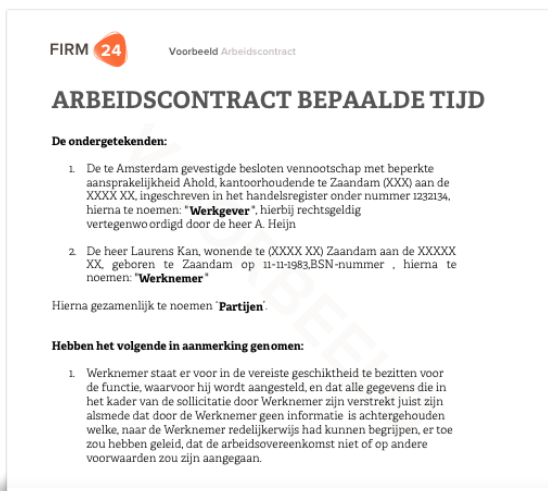 FIRM 24
Voorbeeld Arbeidscontract
ARBEIDSCONTRACT BEPAALDE TIJD
De ondergetekenden:
1. De te Amsterdam gevestigde besloten vennootschap met beperkte
aansprakelijkheid Ahold, kantoorhoudende te Zaandam (XXX) aan de
XXXX XX, ingeschreven in het handelsregister onder nummer 1232134,
hierna te noemen: "Werkgever", hierbij rechtsgeldig
vertegenwo ordigd door de heer A. Heijn
2. De heer Laurens Kan, wonende te (XXXX XX) Zaandam aan de XXXXX
XX, geboren te Zaandam op 11-11-1983,BSN-nummer , hierna te
noemen: "Werknemer"
Hierna gezamenlijk te noemen "Partijen".
Hebben het volgende in aanmerking genomen:
1. Werknemer staat er voor in de vereiste geschiktheid te bezitten voor
de functie, waarvoor hij wordt aangesteld, en dat alle gegevens die in
het kader van de sollicitatie door Werknemer zijn verstrekt juist zijn
alsmede dat door de Werknemer geen informatie is achtergehouden
welke, naar de Werknemer redelijkerwijs had kunnen begrijpen, er toe
zou hebben geleid, dat de arbeidsovereenkomst niet of op andere
voorwaarden zou zijn aangegaan.